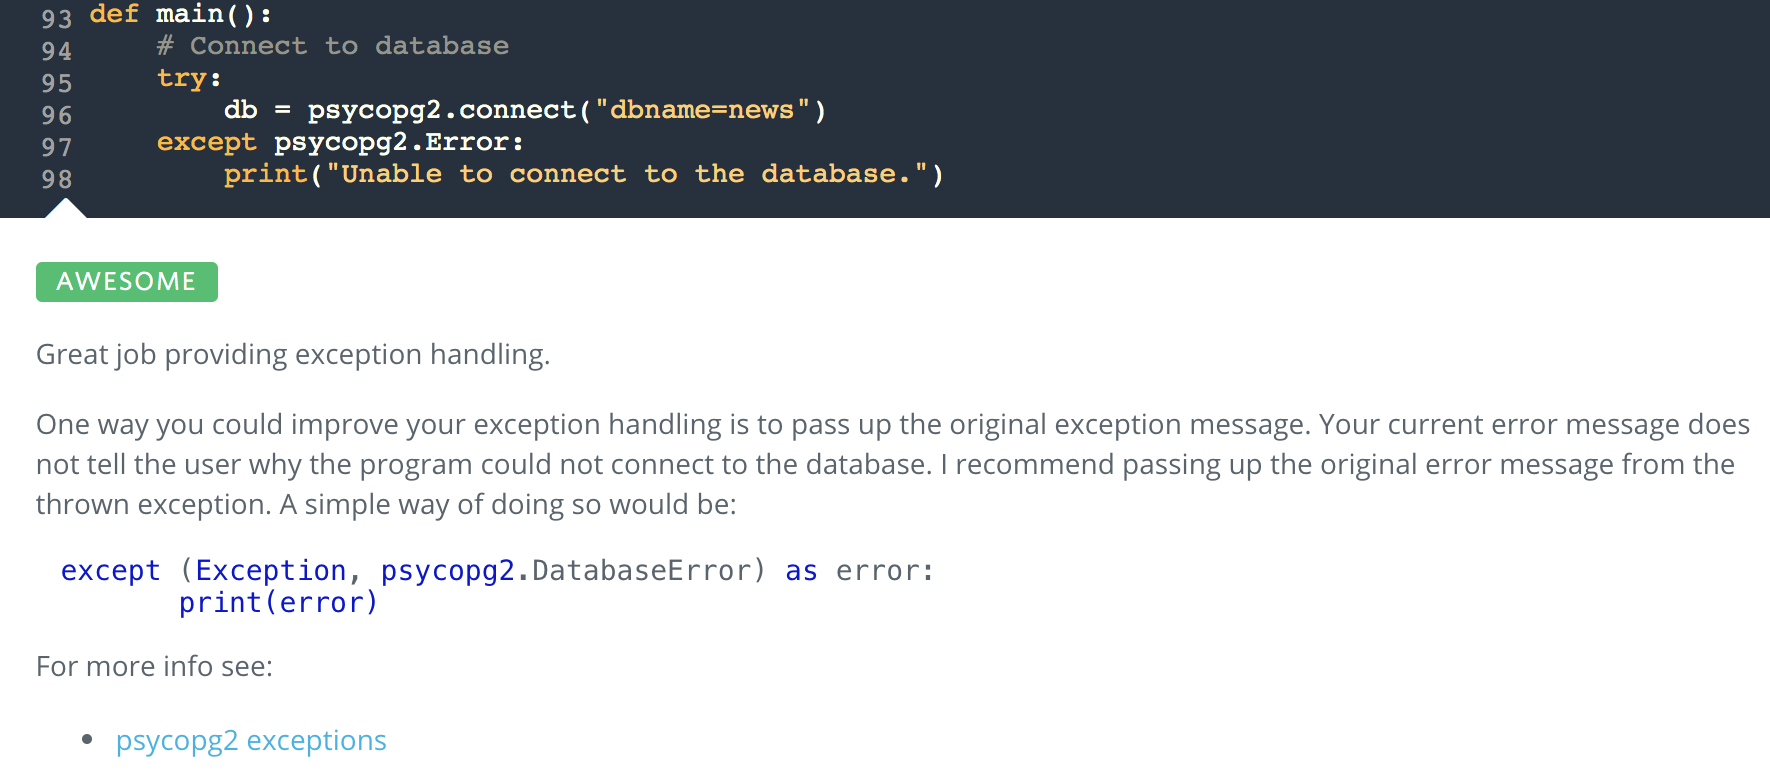 93 def main():
94     # Connect to database
95     try:
96         db = psycopg2.connect("dbname=news")
97     except psycopg2.Error:
98         print("Unable to connect to the database.")
AWESOME
Great job providing exception handling.
One way you could improve your exception handling is to pass up the original exception message. Your current error message does
not tell the user why the program could not connect to the database. I recommend passing up the original error message from the
thrown exception. A simple way of doing so would be:
except (Exception, psycopg2.DatabaseError) as error:
       print(error)
For more info see:
• psycopg2 exceptions